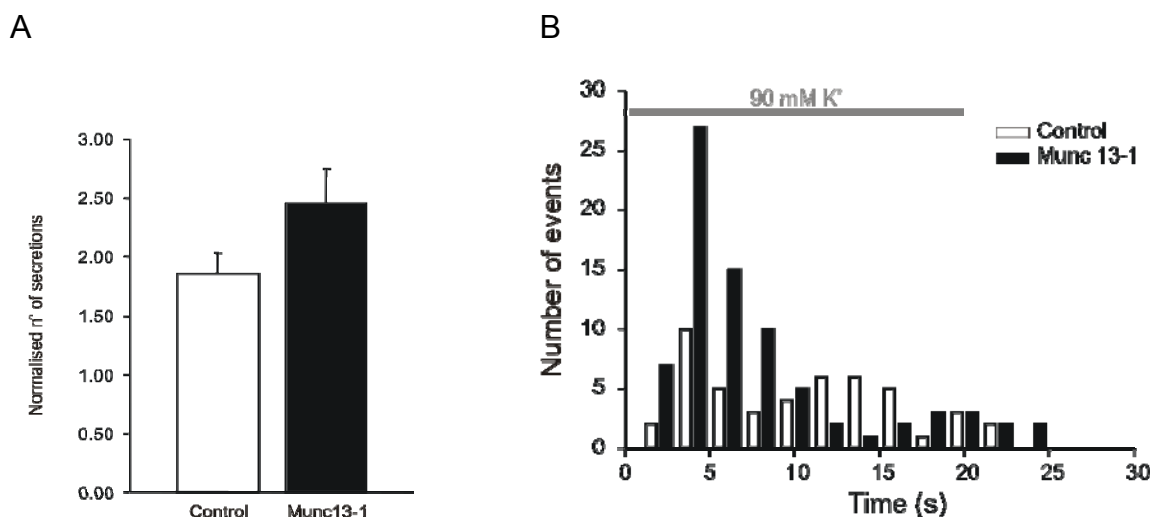 A
B
3.00
2.50
2.00
1.50
1.00
0.50
0.00
Normalised n° of secretions
Control Munc13-1
90 mM K⁺
Control
Munc 13-1
30
25
20
15
10
5
0
Number of events
0 5 10 15 20 25 30
Time (s)